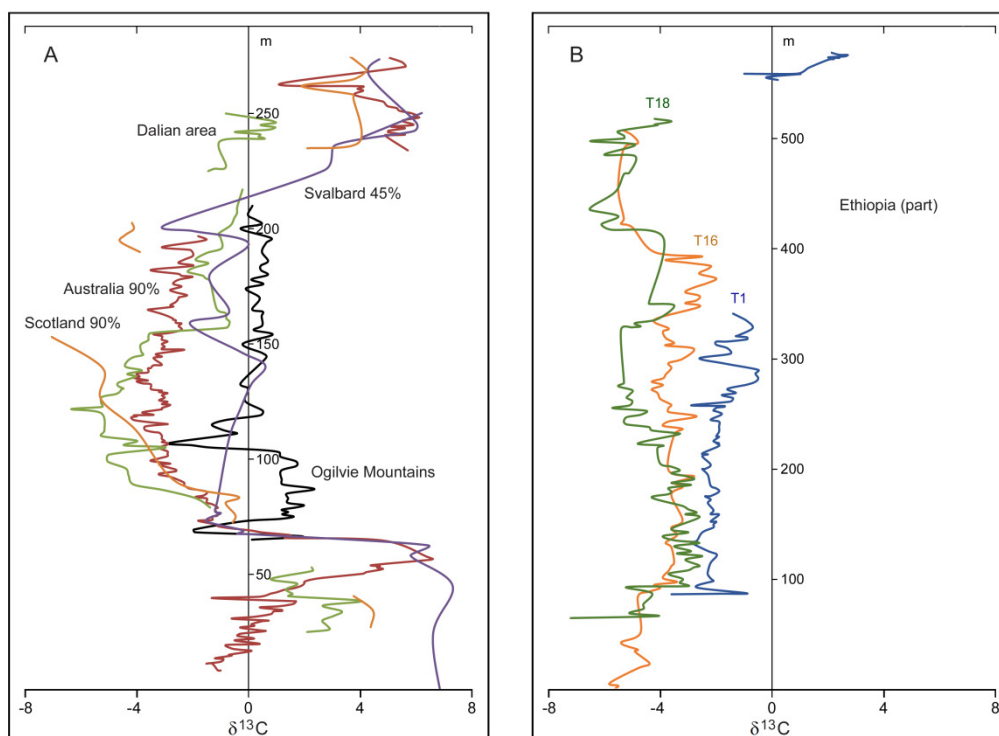 A
m
Dalian area
250
Svalbard 45%
200
Australia 90%
Scotland 90%
150
100
Ogilvie Mountains
50
-8
-4
0
4
8
δ13C
B
m
T18
500
Ethiopia (part)
T16
400
T1
300
200
100
-8
-4
0
4
8
δ13C